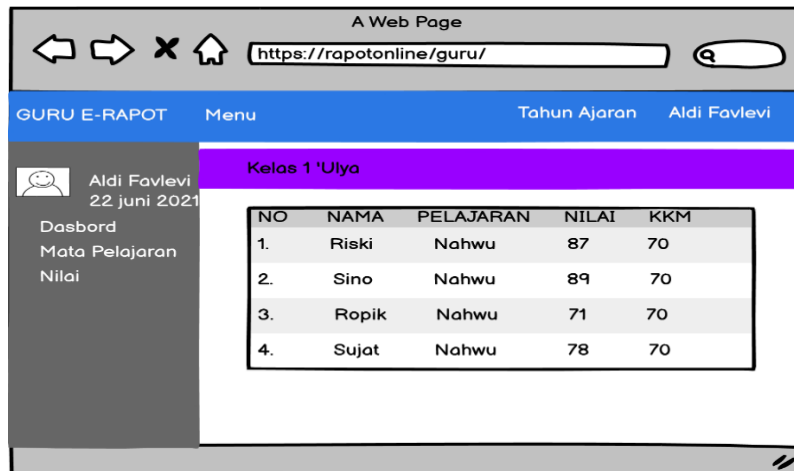 A Web Page
https://rapotonline/guru/
GURU E-RAPOT Menu Tahun Ajaran Aldi Favlevi
Aldi Favlevi
22 juni 2021
Dasbord
Mata Pelajaran
Nilai
Kelas 1 'Ulya
NO NAMA PELAJARAN NILAI KKM
1. Riski Nahwu 87 70
2. Sino Nahwu 89 70
3. Ropik Nahwu 71 70
4. Sujat Nahwu 78 70